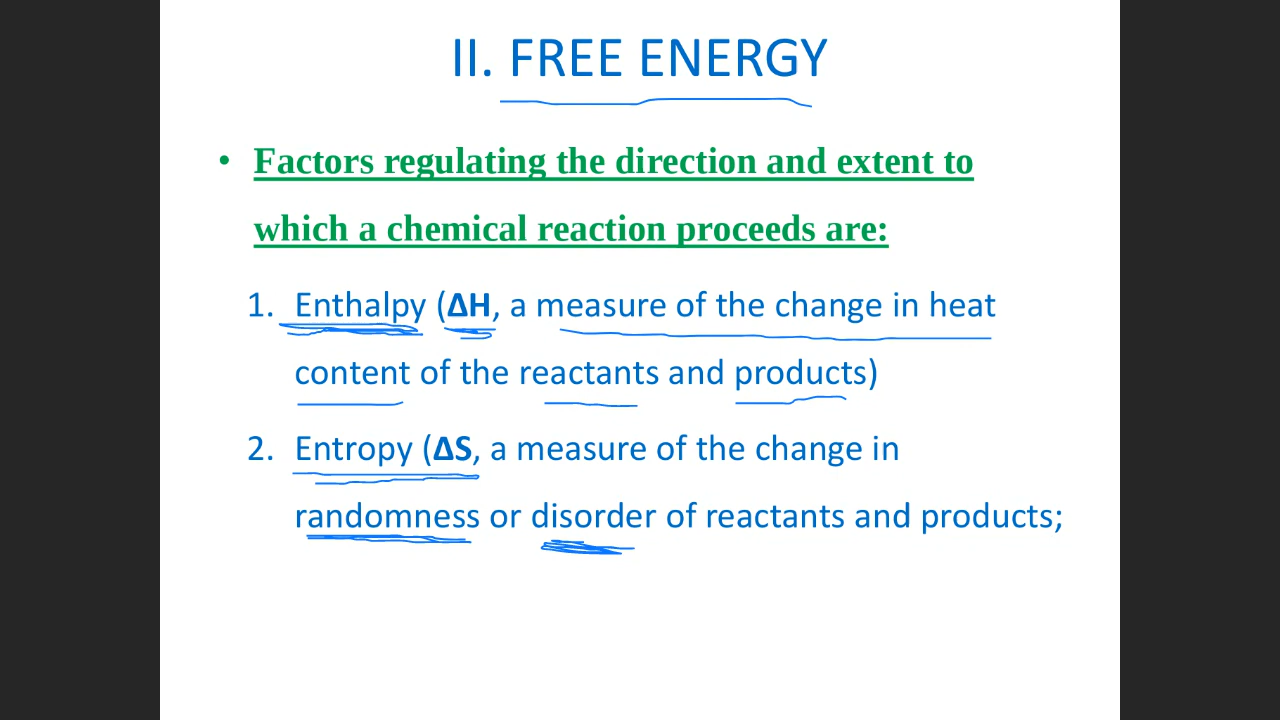 II. FREE ENERGY
• Factors regulating the direction and extent to
which a chemical reaction proceeds are:
1. Enthalpy (ΔH, a measure of the change in heat
content of the reactants and products)
2. Entropy (ΔS, a measure of the change in
randomness or disorder of reactants and products;